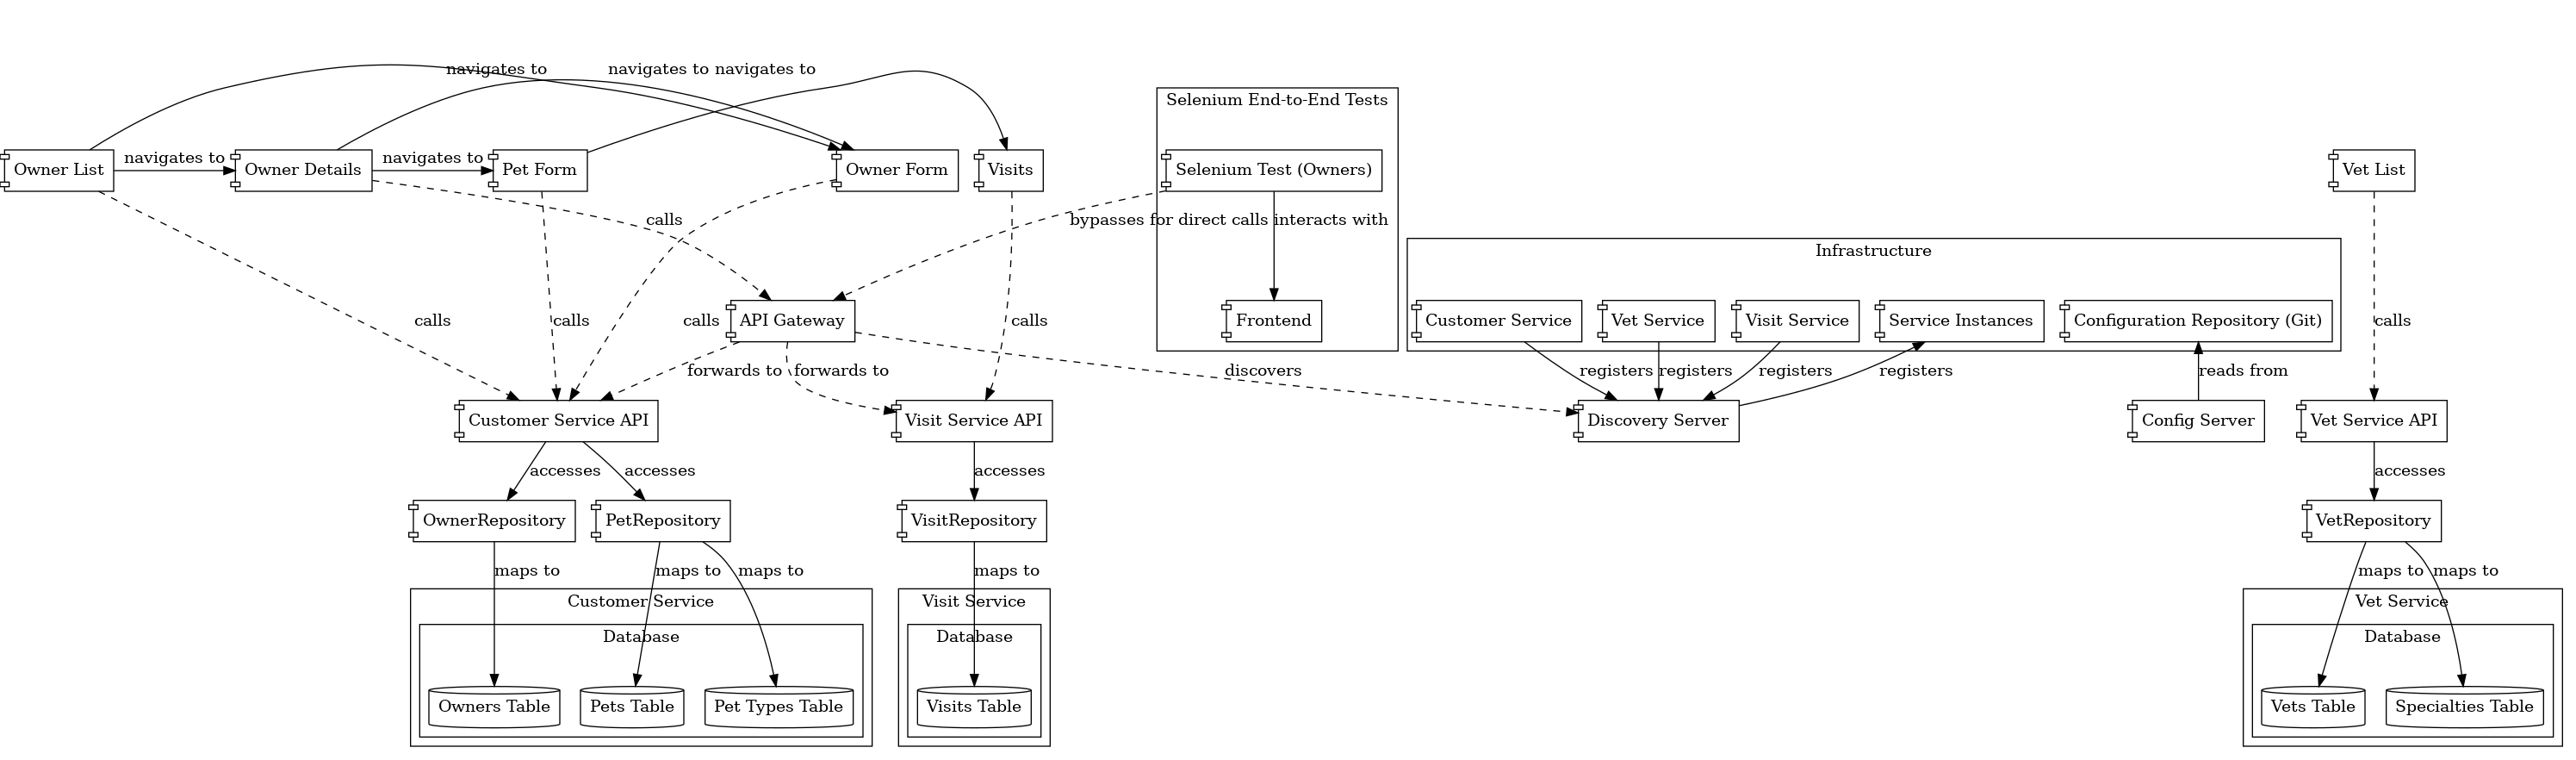 navigates to
navigates to
navigates to
Selenium End-to-End Tests
Owner List
navigates to
Owner Details
navigates to
Pet Form
Owner Form
Visits
Selenium Test (Owners)
Vet List
calls
bypasses for direct calls
interacts with
Infrastructure
calls
calls
calls
API Gateway
calls
Frontend
Customer Service
Vet Service
Visit Service
Service Instances
Configuration Repository (Git)
calls
forwards to
forwards to
discovers
registers
registers
registers
registers
reads from
Customer Service API
Visit Service API
Discovery Server
Config Server
Vet Service API
accesses
accesses
accesses
accesses
OwnerRepository
PetRepository
VisitRepository
VetRepository
maps to
maps to
maps to
maps to
maps to
maps to
Customer Service
Visit Service
Vet Service
Database
Database
Database
Owners Table
Pets Table
Pet Types Table
Visits Table
Vets Table
Specialties Table